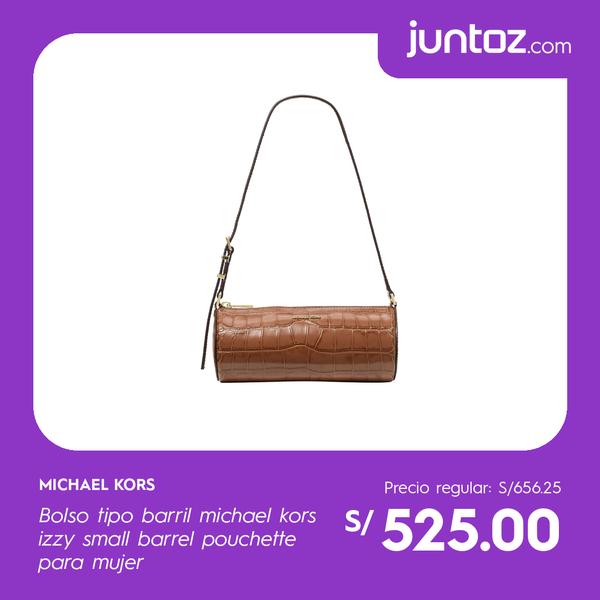 juntoz.com
MICHAEL KORS
Bolso tipo barril michael kors
izzy small barrel pouchette
para mujer
Precio regular: S/656.25
S/ 525.00